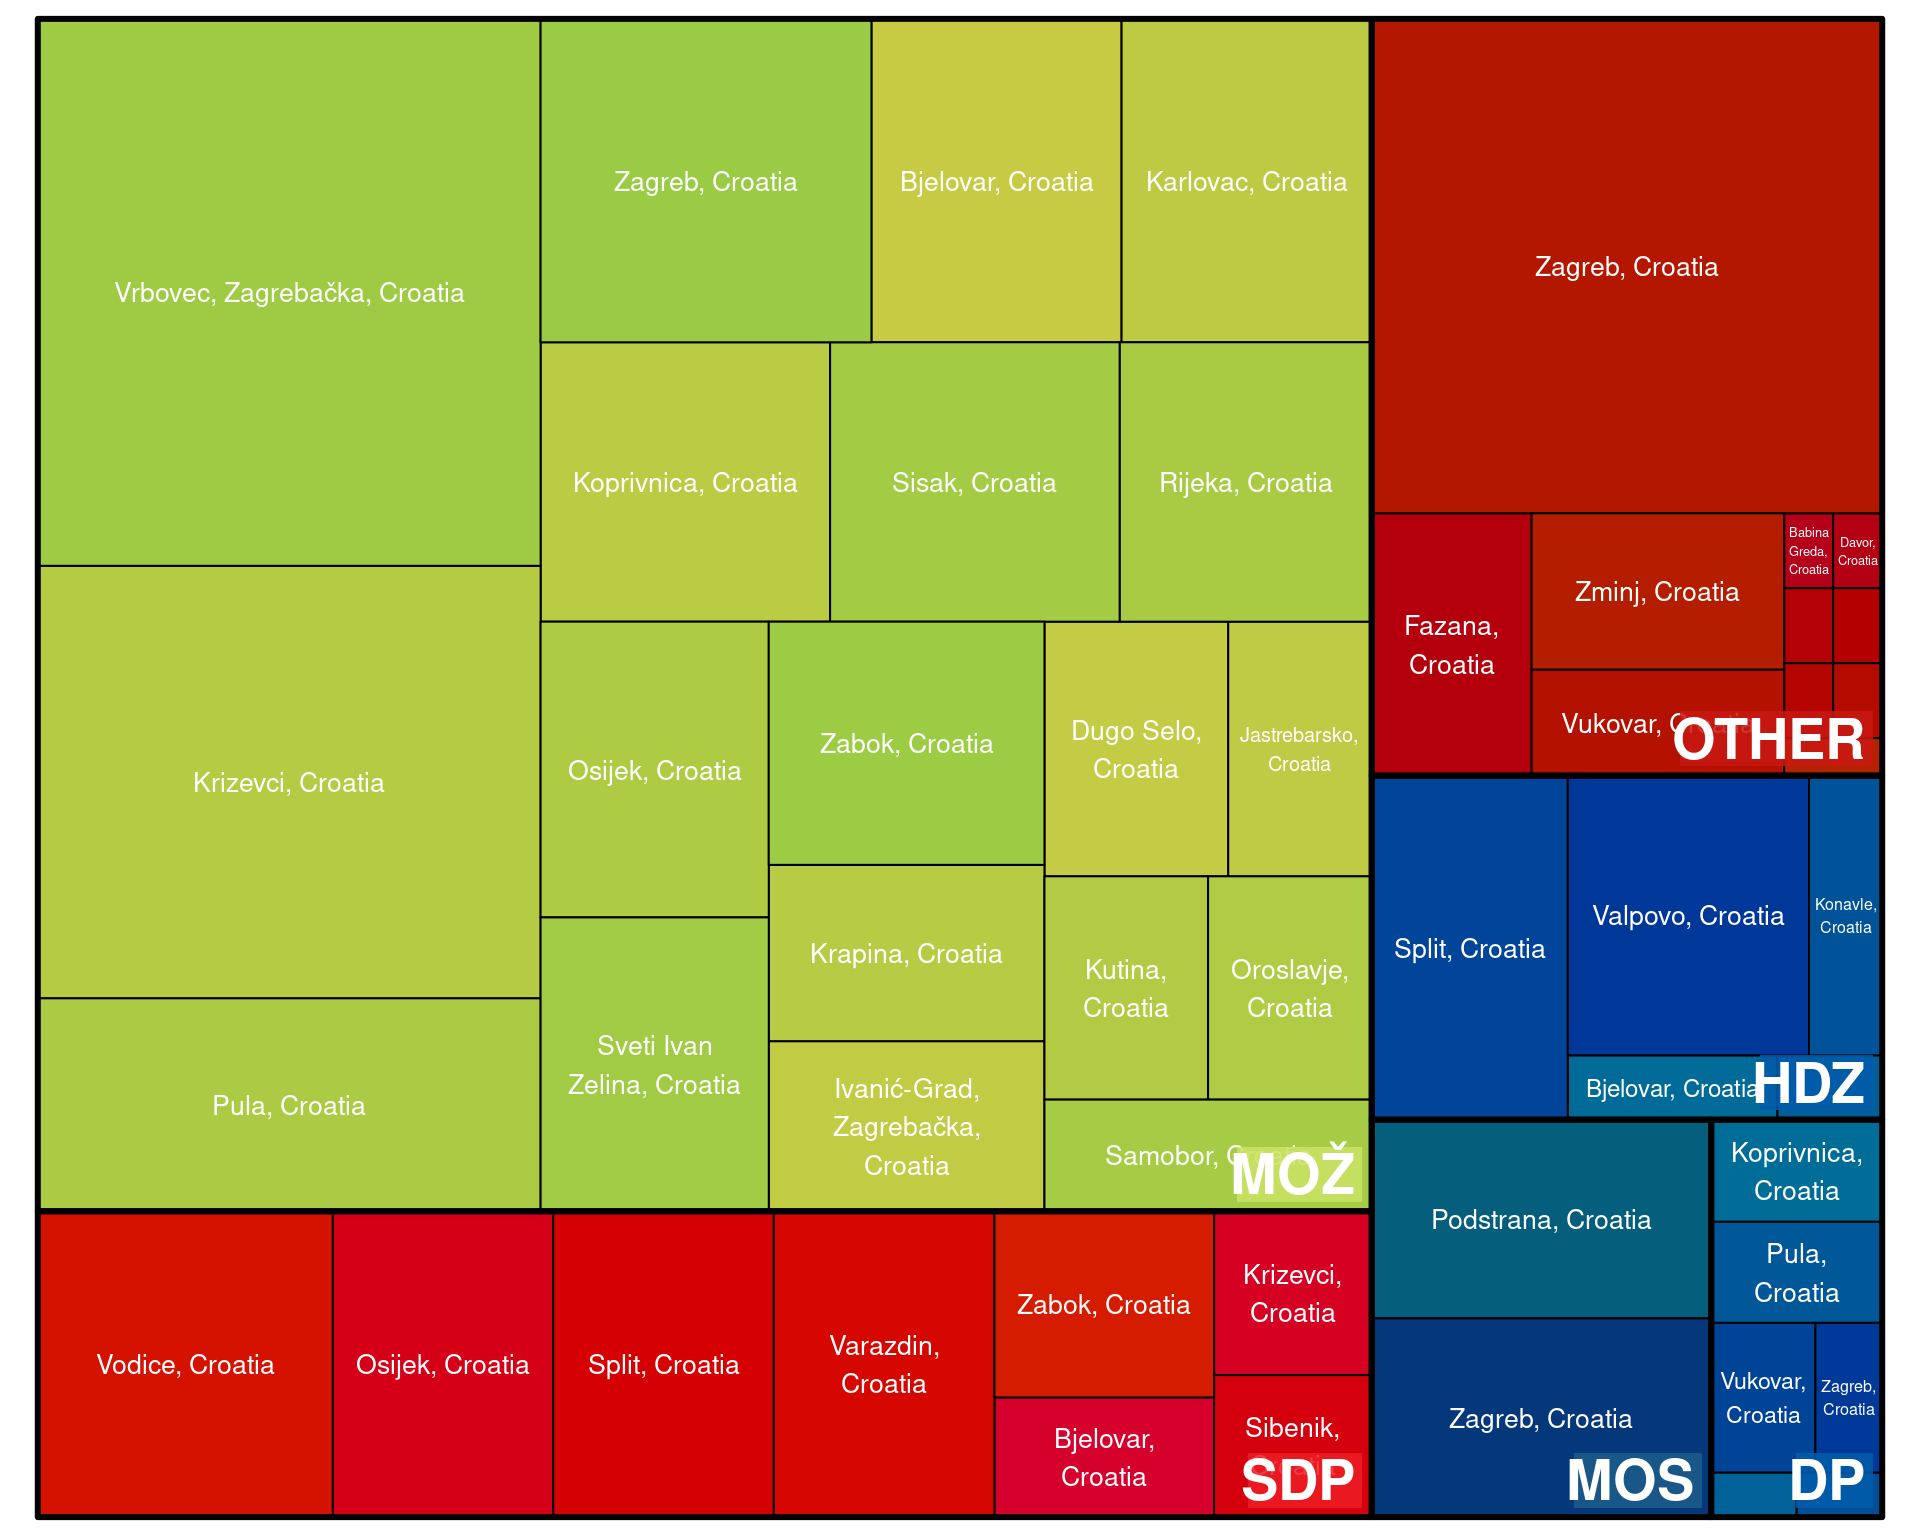 Vrbovec, Zagrebačka, Croatia
Zagreb, Croatia
Bjelovar, Croatia
Karlovac, Croatia
Koprivnica, Croatia
Sisak, Croatia
Rijeka, Croatia
Krizevci, Croatia
Pula, Croatia
Osijek, Croatia
Zabok, Croatia
Dugo Selo,
Croatia
Jastrebarsko,
Croatia
Krapina, Croatia
Kutina,
Croatia
Oroslavje,
Croatia
Sveti Ivan
Zelina, Croatia
Ivanić-Grad,
Zagrebačka,
Croatia
Samobor, Croatia
MOŽ
Vodice, Croatia
Osijek, Croatia
Split, Croatia
Varazdin,
Croatia
Zabok, Croatia
Bjelovar,
Croatia
Krizevci,
Croatia
Sibenik,
Croatia
SDP
Zagreb, Croatia
Fazana,
Croatia
Zminj, Croatia
Vukovar, Croatia
Babina
Greda,
Croatia
Davor,
Croatia
OTHER
Split, Croatia
Valpovo, Croatia
Konavle,
Croatia
Bjelovar, Croatia
HDZ
Podstrana, Croatia
Zagreb, Croatia
MOS
Koprivnica,
Croatia
Pula,
Croatia
Vukovar,
Croatia
Zagreb,
Croatia
DP